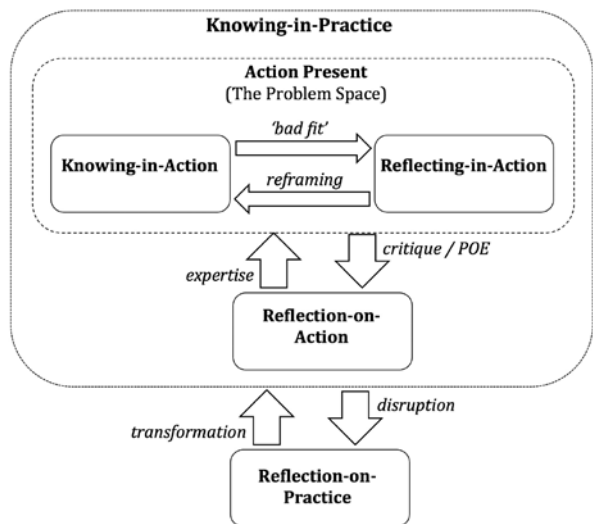 Knowing-in-Practice
Action Present
(The Problem Space)
'bad fit'
Knowing-in-Action
Reflecting-in-Action
reframing
critique / POE
expertise
Reflection-on-
Action
disruption
transformation
Reflection-on-
Practice